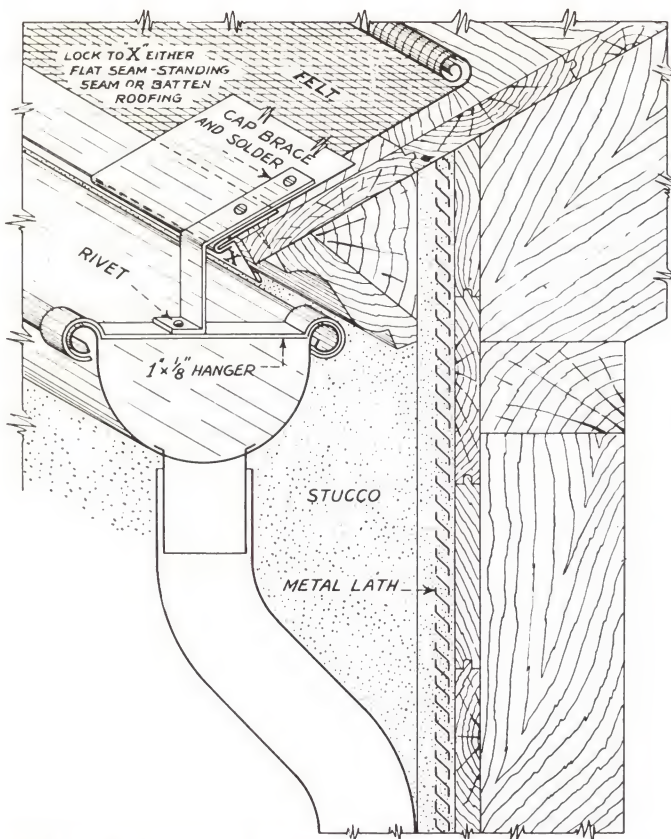 LOCK TO "X" EITHER
FLAT SEAM-STANDING
SEAM OR BATTEN
ROOFING
FELT
CAP BRACE
AND SOLDER
X
RIVET
1" x 1/8" HANGER
STUCCO
METAL LATH